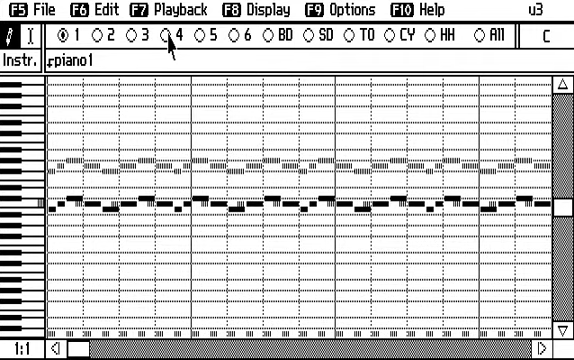 F5 File F6 Edit F7 Playback F8 Display F9 Options F10 Help u3
1 2 3 4 5 6 BD SD TO CY HH All C
Instr. piano1
1:1